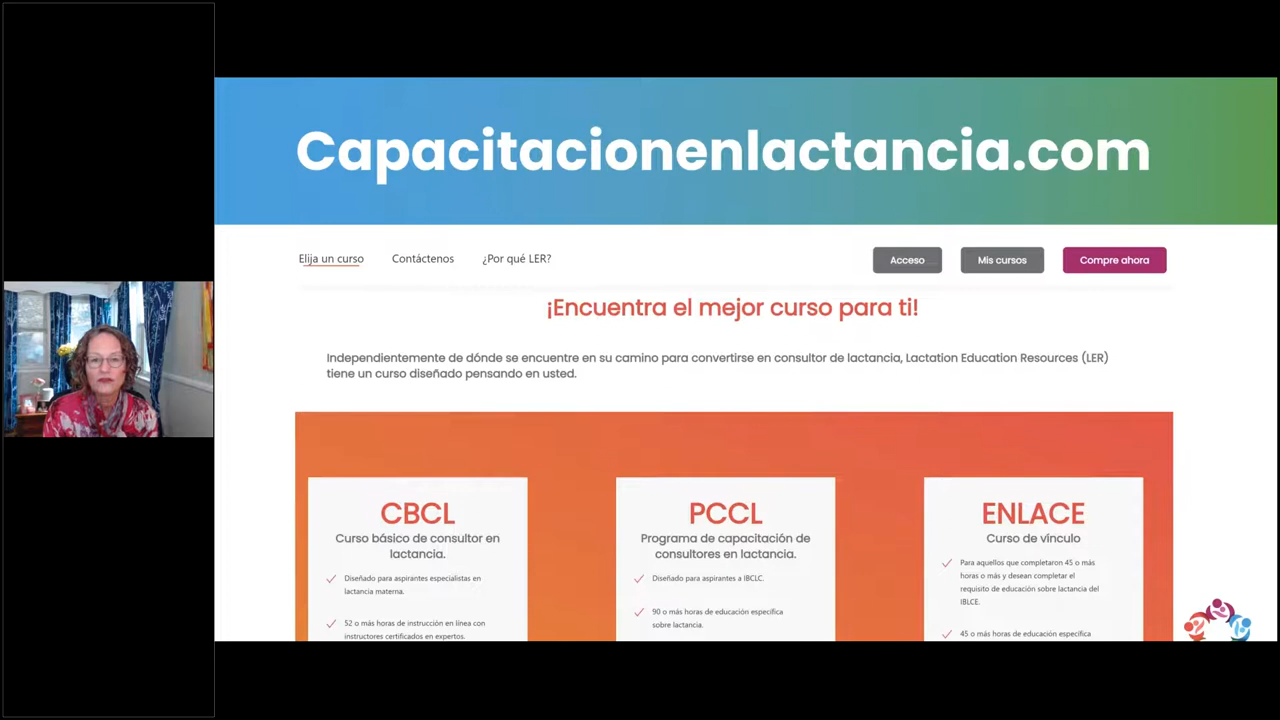 Capacitacionenlactancia.com
Elija un curso
Contáctenos
¿Por qué LER?
Acceso
Mis cursos
Compre ahora
¡Encuentra el mejor curso para ti!
Independientemente de dónde se encuentre en su camino para convertirse en consultor de lactancia, Lactation Education Resources (LER)
tiene un curso diseñado pensando en usted.
CBCL
Curso básico de consultor en
lactancia.
Diseñado para aspirantes especialistas en
lactancia materna.
52 o más horas de instrucción en línea con
instructores certificados en expertos.
PCCL
Programa de capacitación de
consultores en lactancia.
Diseñado para aspirantes a IBCLC.
90 o más horas de educación específica
sobre lactancia.
ENLACE
Curso de vínculo
Para aquellos que completaron 45 o más
horas o más y desean completar el
requisito de educación sobre lactancia del
IBLCE.
45 o más horas de educación específica